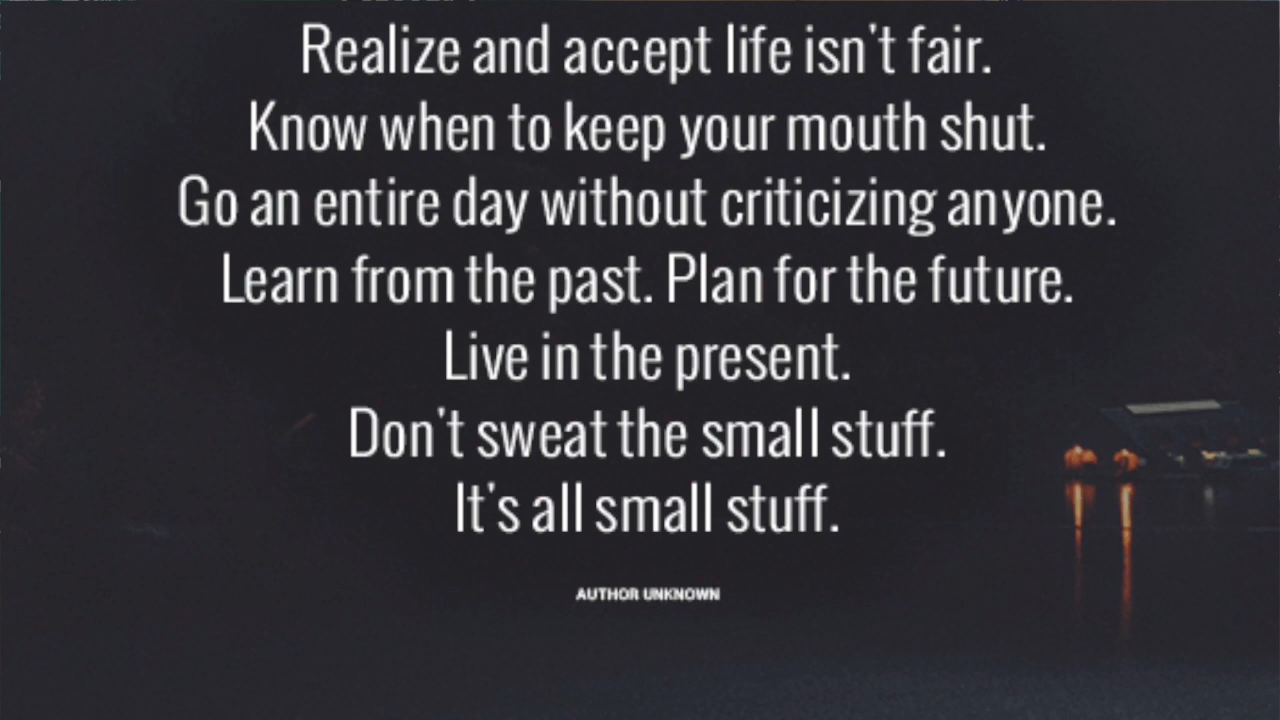 Realize and accept life isn't fair.
Know when to keep your mouth shut.
Go an entire day without criticizing anyone.
Learn from the past. Plan for the future.
Live in the present.
Don't sweat the small stuff.
It's all small stuff.
AUTHOR UNKNOWN